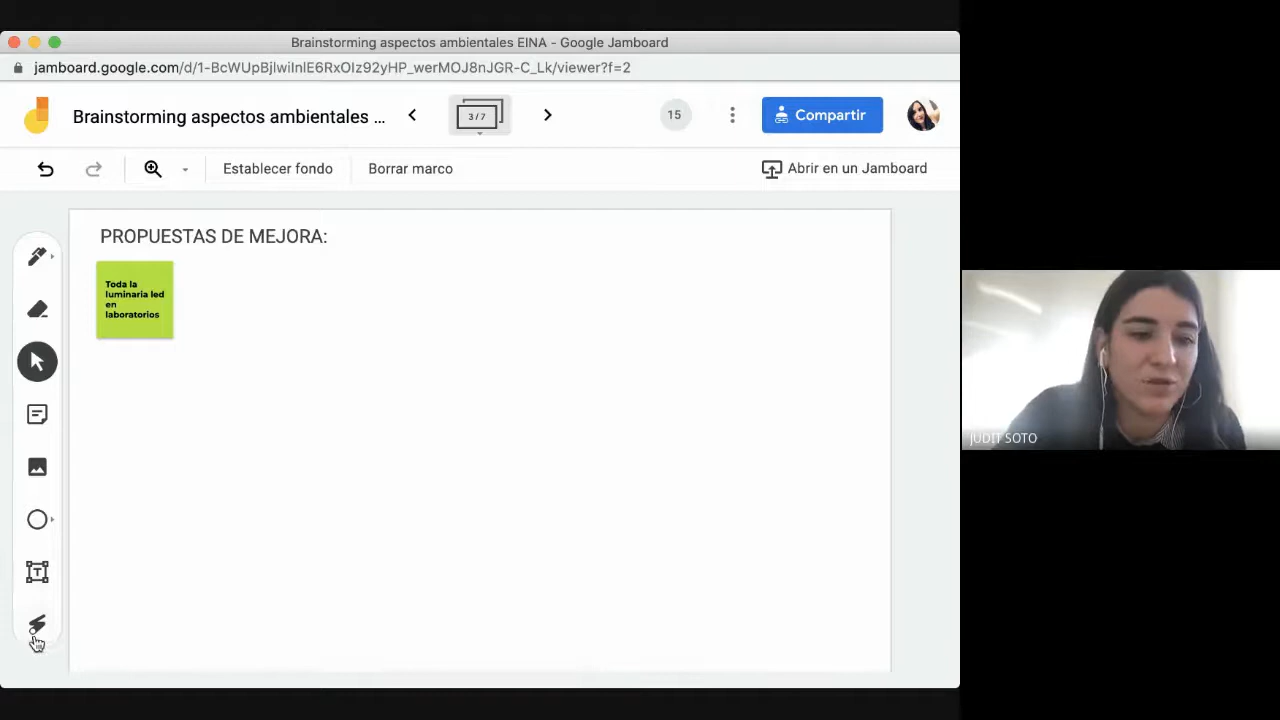 Brainstorming aspectos ambientales EINA - Google Jamboard
jamboard.google.com/d/1-BcWUpBjlwiInlE6RxOIz92yHP_werMOJ8nJGR-C_Lk/viewer?f=2
Brainstorming aspectos ambientales ...
3 / 7
15
Compartir
Establecer fondo
Borrar marco
Abrir en un Jamboard
PROPUESTAS DE MEJORA:
Toda la
luminaria led
en
laboratorios
JUDIT SOTO